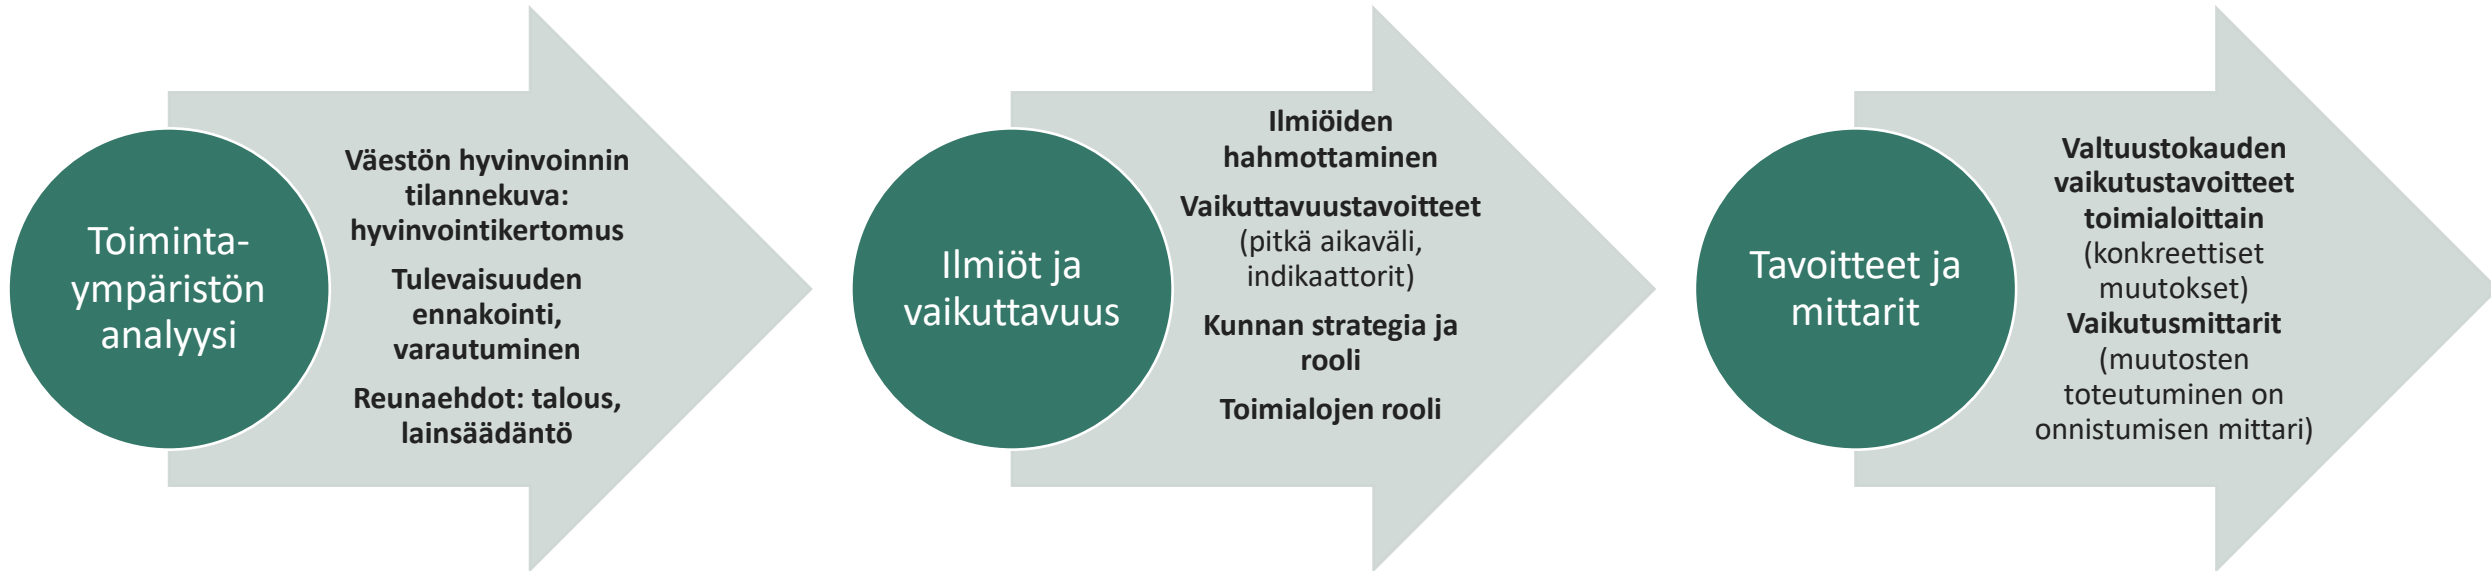 Toiminta-
ympäristön
analyysi
Väestön hyvinvoinnin
tilannekuva:
hyvinvointikertomus
Tulevaisuuden
ennakointi,
varautuminen
Reunaehdot: talous,
lainsäädäntö
Ilmiöt ja
vaikuttavuus
Ilmiöiden
hahmottaminen
Vaikuttavuustavoitteet
(pitkä aikaväli,
indikaattorit)
Kunnan strategia ja
rooli
Toimialojen rooli
Tavoitteet ja
mittarit
Valtuustokauden
vaikutustavoitteet
toimialoittain
(konkreettiset
muutokset)
Vaikutusmittarit
(muutosten
toteutuminen on
onnistumisen mittari)